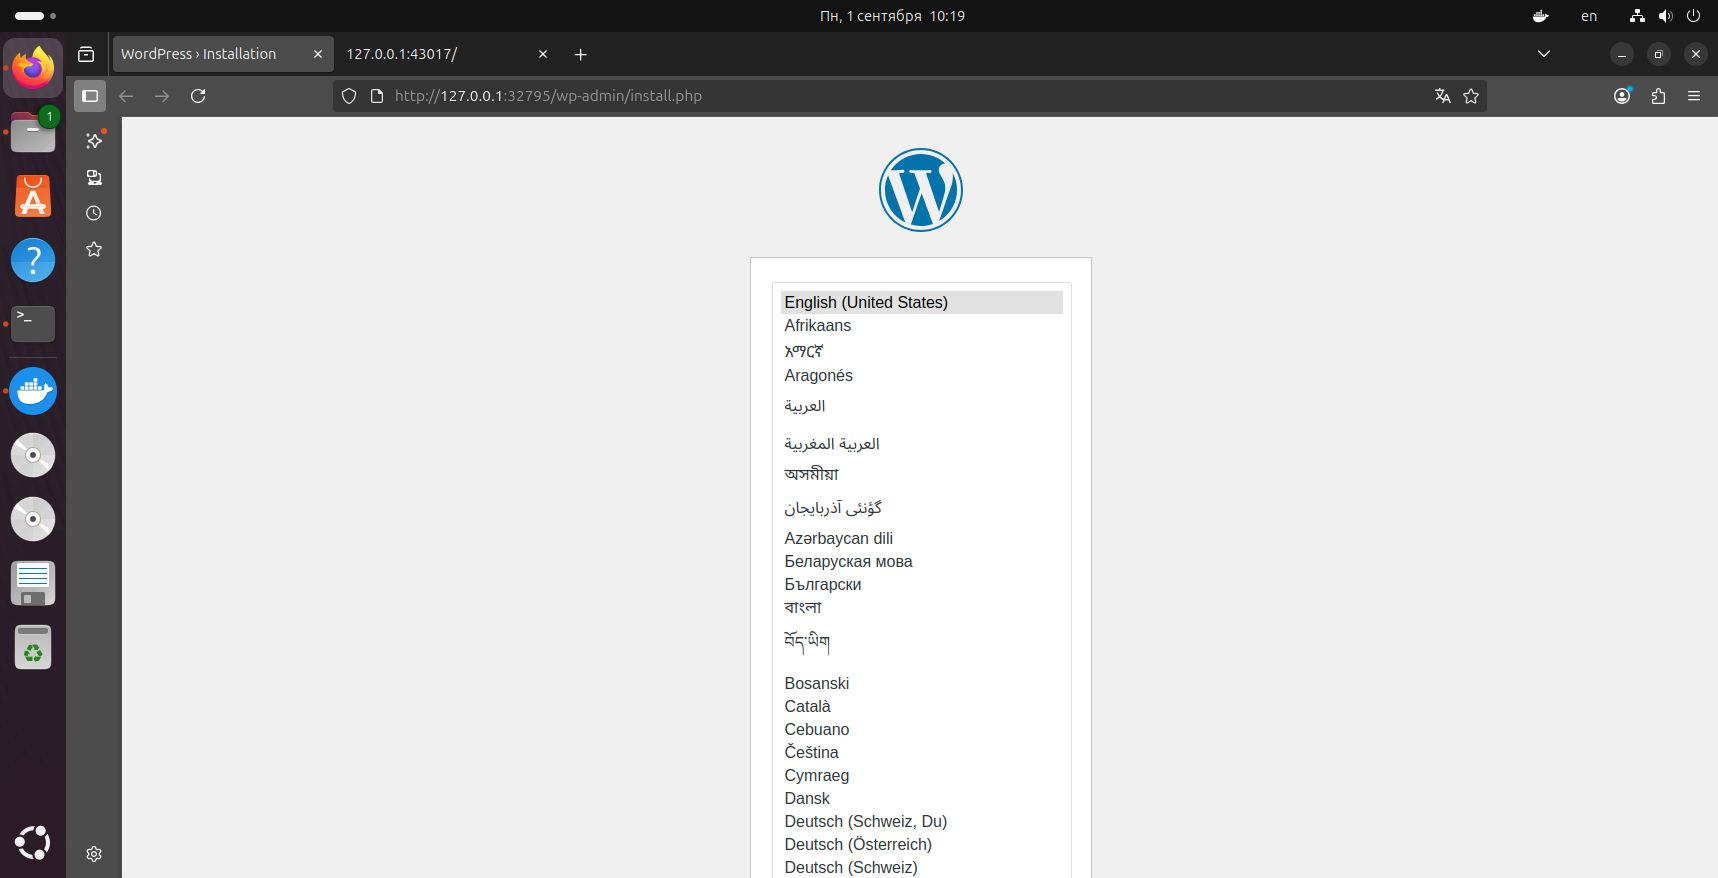 Пн, 1 сентября 10:19
en
WordPress › Installation
127.0.0.1:43017/
http://127.0.0.1:32795/wp-admin/install.php
1
English (United States)
Afrikaans
አማርኛ
Aragonés
العربية
العربية المغربية
অসমীয়া
گؤنئی آذربایجان
Azərbaycan dili
Беларуская мова
Български
বাংলা
བོད་ཡིག
Bosanski
Català
Cebuano
Čeština
Cymraeg
Dansk
Deutsch (Schweiz, Du)
Deutsch (Österreich)
Deutsch (Schweiz)